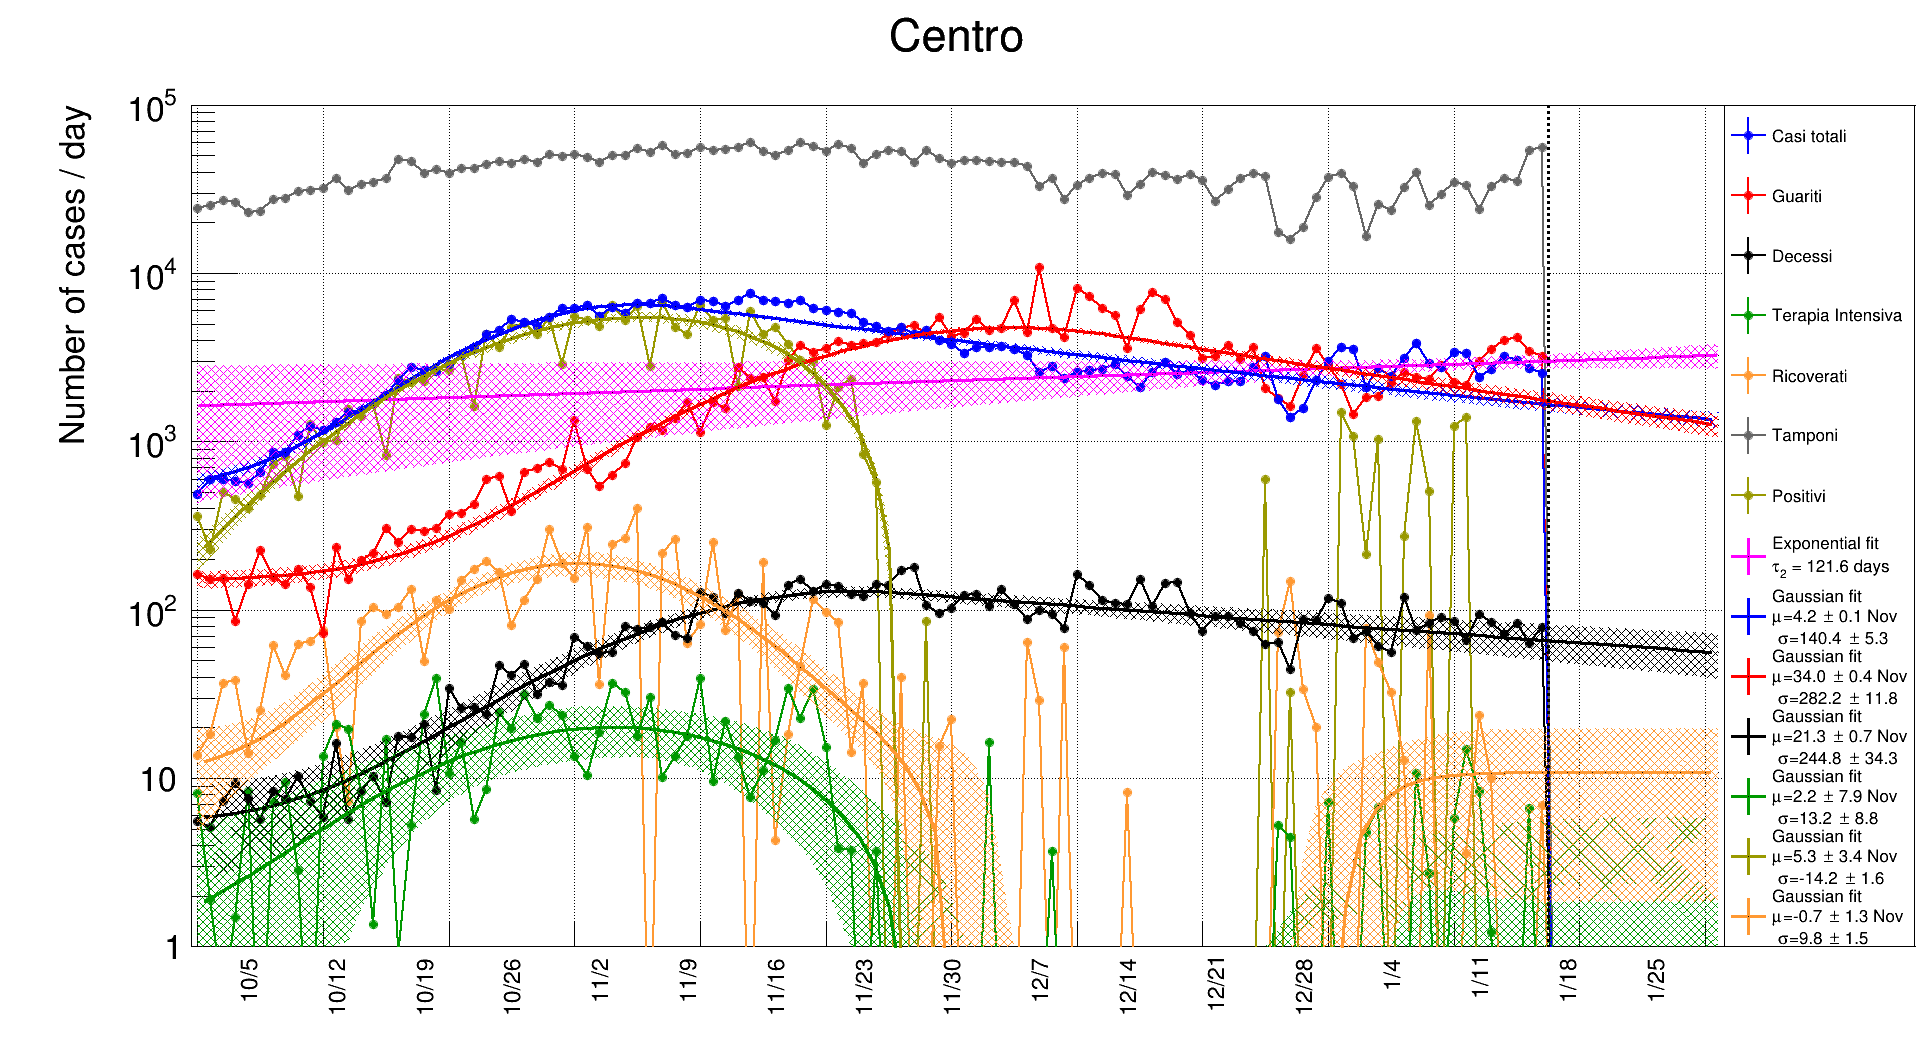 Centro
Number of cases / day
10^5
10^4
10^3
10^2
10
1
10/5
10/12
10/19
10/26
11/2
11/9
11/16
11/23
11/30
12/7
12/14
12/21
12/28
1/4
1/11
1/18
1/25
Casi totali
Guariti
Decessi
Terapia Intensiva
Ricoverati
Tamponi
Positivi
Exponential fit
τ₂ = 121.6 days
Gaussian fit
μ=4.2 ± 0.1 Nov
σ=140.4 ± 5.3
Gaussian fit
μ=34.0 ± 0.4 Nov
σ=282.2 ± 11.8
Gaussian fit
μ=21.3 ± 0.7 Nov
σ=244.8 ± 34.3
Gaussian fit
μ=2.2 ± 7.9 Nov
σ=13.2 ± 8.8
Gaussian fit
μ=5.3 ± 3.4 Nov
σ=-14.2 ± 1.6
Gaussian fit
μ=-0.7 ± 1.3 Nov
σ=9.8 ± 1.5